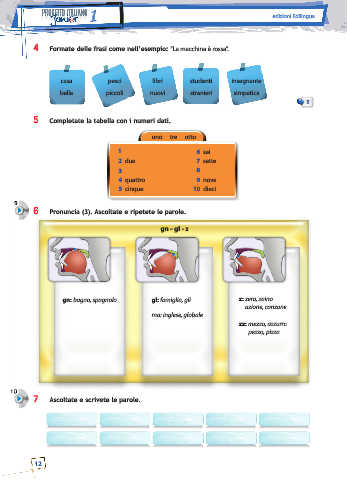 PROGETTO ITALIANO
Junior 1
edizioni Edilingua
4 Formate delle frasi come nell'esempio: "La macchina è rossa".
casa
bella
pesci
piccoli
libri
nuovi
studenti
stranieri
insegnante
simpatica
1
5 Completate la tabella con i numeri dati.
uno tre otto
1
2 due
3
4 quattro
5 cinque
6 sei
7 sette
8
9 nove
10 dieci
9
6 Pronuncia (3). Ascoltate e ripetete le parole.
gn - gl - z
gn: bagno, spagnolo
gl: famiglia, gli
ma: inglese, globale
z: zero, zaino
azione, canzone
zz: mezzo, azzurro
pezzo, pizza
10
7 Ascoltate e scrivete le parole.
12